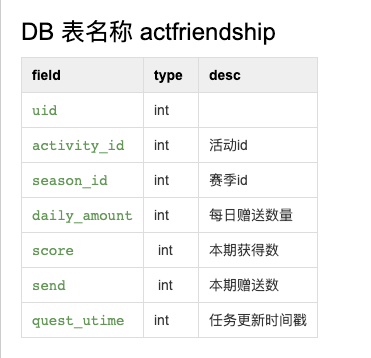 DB 表名称 actfriendship
field type desc
uid int
activity_id int 活动id
season_id int 赛季id
daily_amount int 每日赠送数量
score int 本期获得数
send int 本期赠送数
quest_utime int 任务更新时间戳